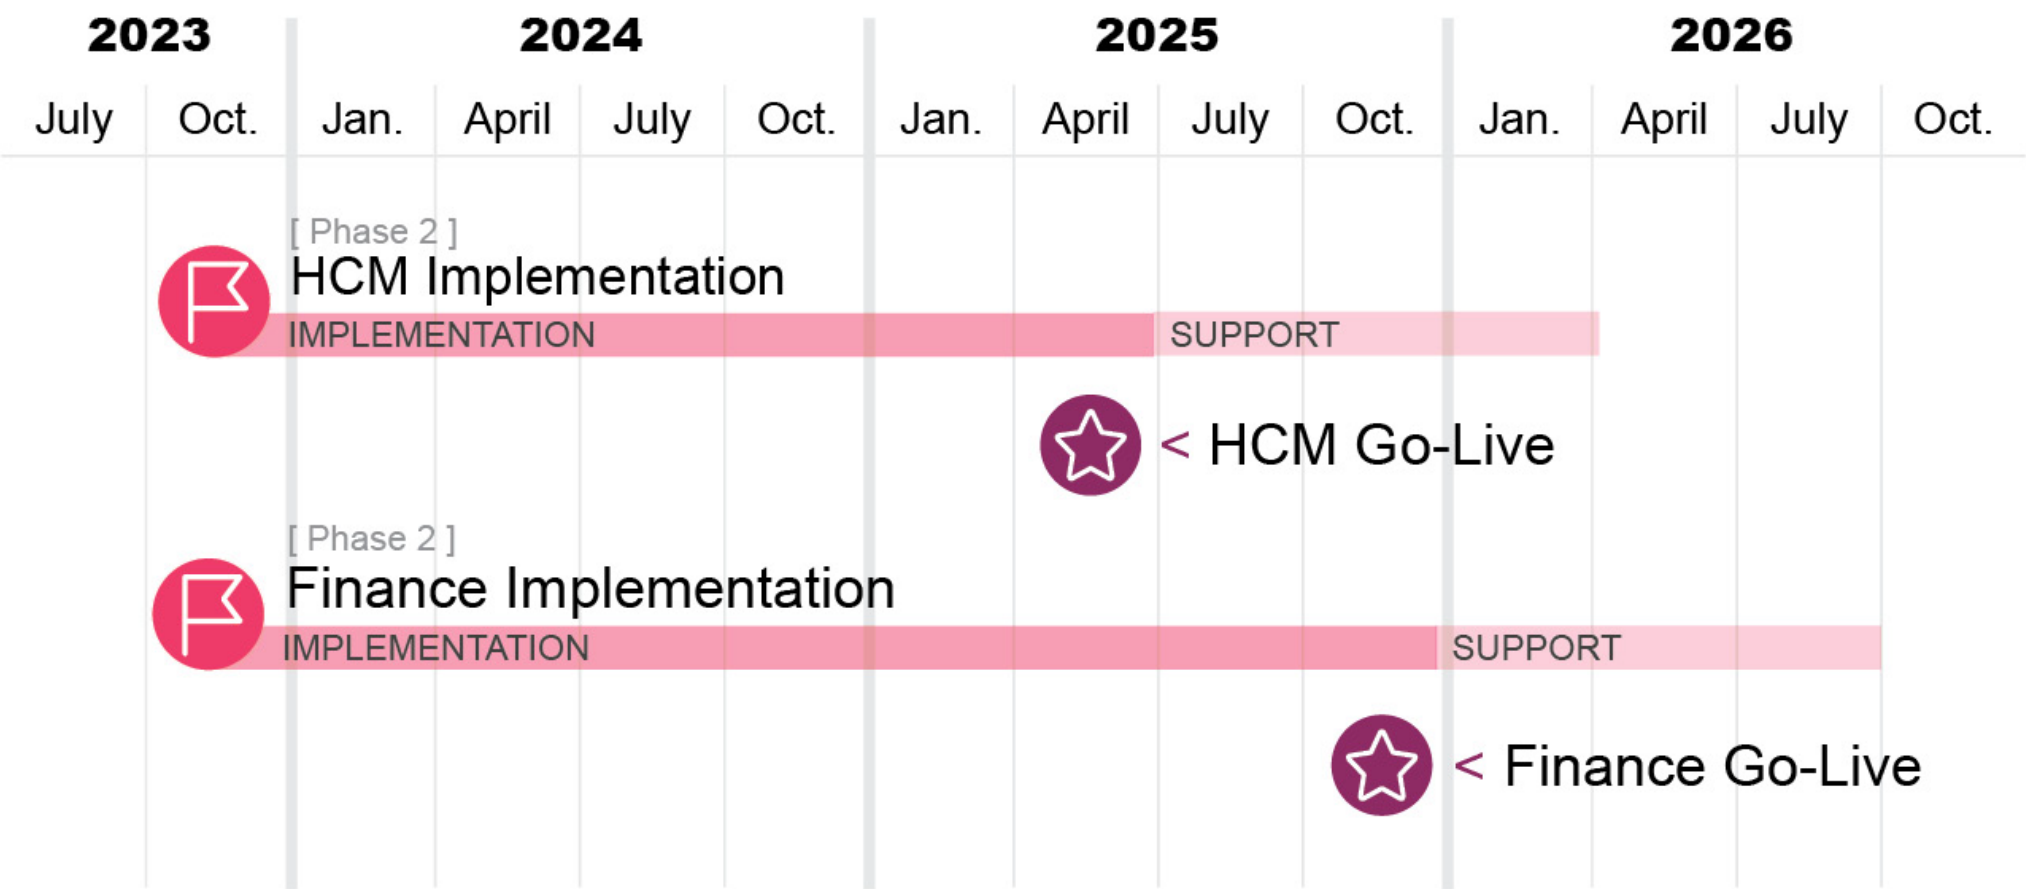 2023 2024 2025 2026
July Oct. Jan. April July Oct. Jan. April July Oct. Jan. April July Oct.
[ Phase 2 ]
HCM Implementation
IMPLEMENTATION SUPPORT
< HCM Go-Live
[ Phase 2 ]
Finance Implementation
IMPLEMENTATION SUPPORT
< Finance Go-Live